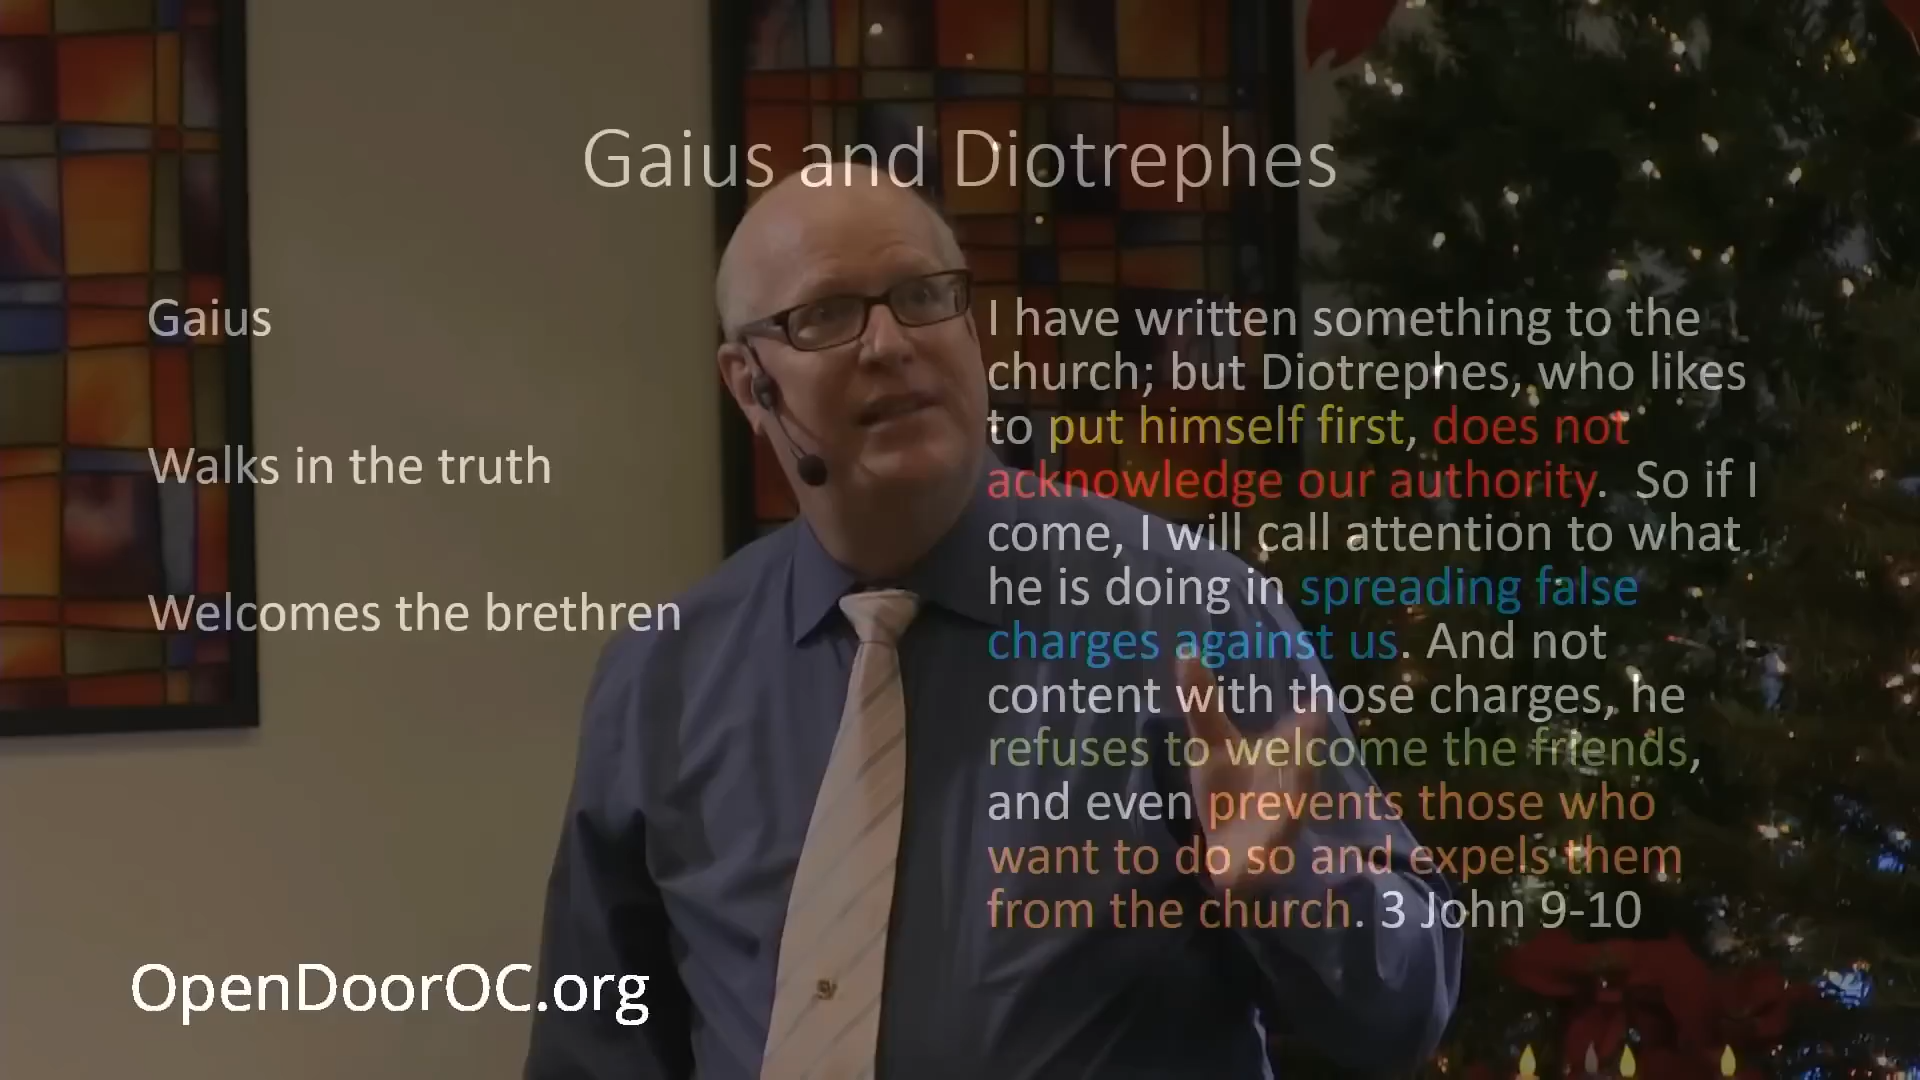 Gaius and Diotrephes
Gaius
Walks in the truth
Welcomes the brethren
I have written something to the
church; but Diotrephes, who likes
to put himself first, does not
acknowledge our authority.  So if I
come, I will call attention to what
he is doing in spreading false
charges against us. And not
content with those charges, he
refuses to welcome the friends,
and even prevents those who
want to do so and expels them
from the church. 3 John 9-10
OpenDoorOC.org